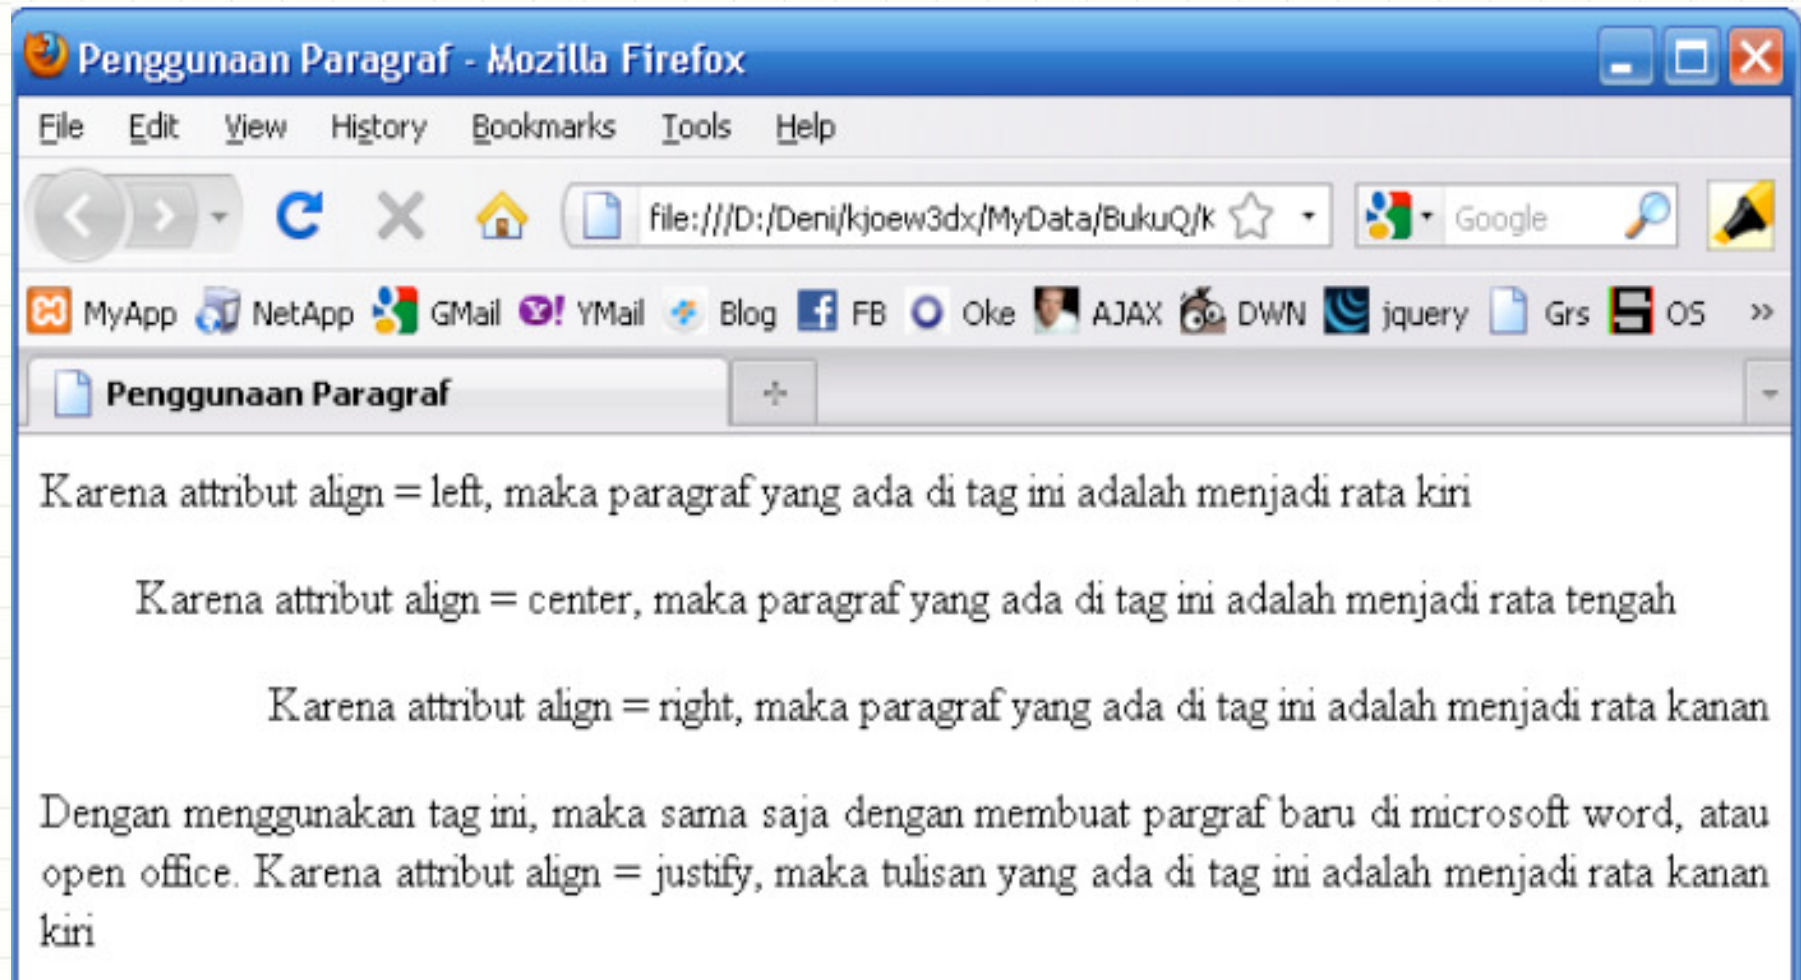 Penggunaan Paragraf - Mozilla Firefox
File Edit View History Bookmarks Tools Help
file:///D:/Deni/kjoew3dx/MyData/BukuQ/K Google
MyApp NetApp GMail Y! YMail Blog f FB Oke AJAX DWN jquery Grs S OS »
Penggunaan Paragraf
Karena attribut align = left, maka paragraf yang ada di tag ini adalah menjadi rata kiri
Karena attribut align = center, maka paragraf yang ada di tag ini adalah menjadi rata tengah
Karena attribut align = right, maka paragraf yang ada di tag ini adalah menjadi rata kanan
Dengan menggunakan tag ini, maka sama saja dengan membuat pargraf baru di microsoft word, atau
open office. Karena attribut align = justify, maka tulisan yang ada di tag ini adalah menjadi rata kanan
kiri